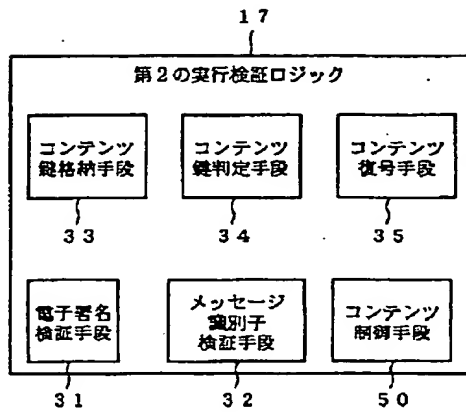 １７
第２の実行検証ロジック
コンテンツ
鍵格納手段
コンテンツ
鍵判定手段
コンテンツ
復号手段
３３
３４
３５
電子署名
検証手段
メッセージ
識別子
検証手段
コンテンツ
制御手段
３１
３２
５０